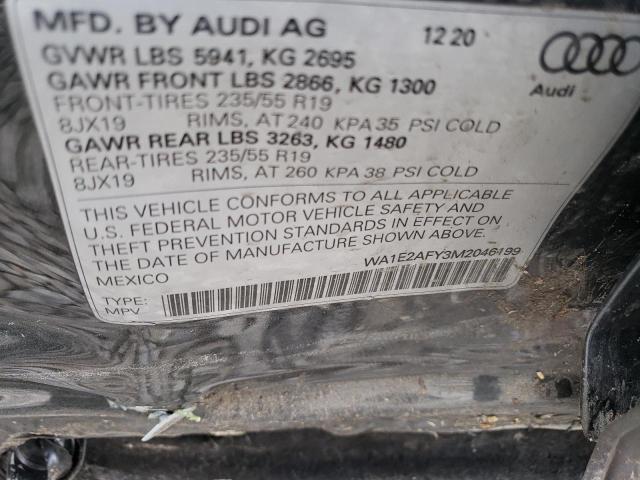 MFD. BY AUDI AG 12 20
GVWR LBS 5941, KG 2695
GAWR FRONT LBS 2866, KG 1300
FRONT-TIRES 235/55 R19
8JX19 RIMS, AT 240 KPA 35 PSI COLD
GAWR REAR LBS 3263, KG 1480
REAR-TIRES 235/55 R19
8JX19 RIMS, AT 260 KPA 38 PSI COLD
Audi
THIS VEHICLE CONFORMS TO ALL APPLICABLE
U.S. FEDERAL MOTOR VEHICLE SAFETY AND
THEFT PREVENTION STANDARDS IN EFFECT ON
THE DATE OF MANUFACTURE SHOWN ABOVE.
MEXICO WA1E2AFY3M2046199
TYPE:
MPV